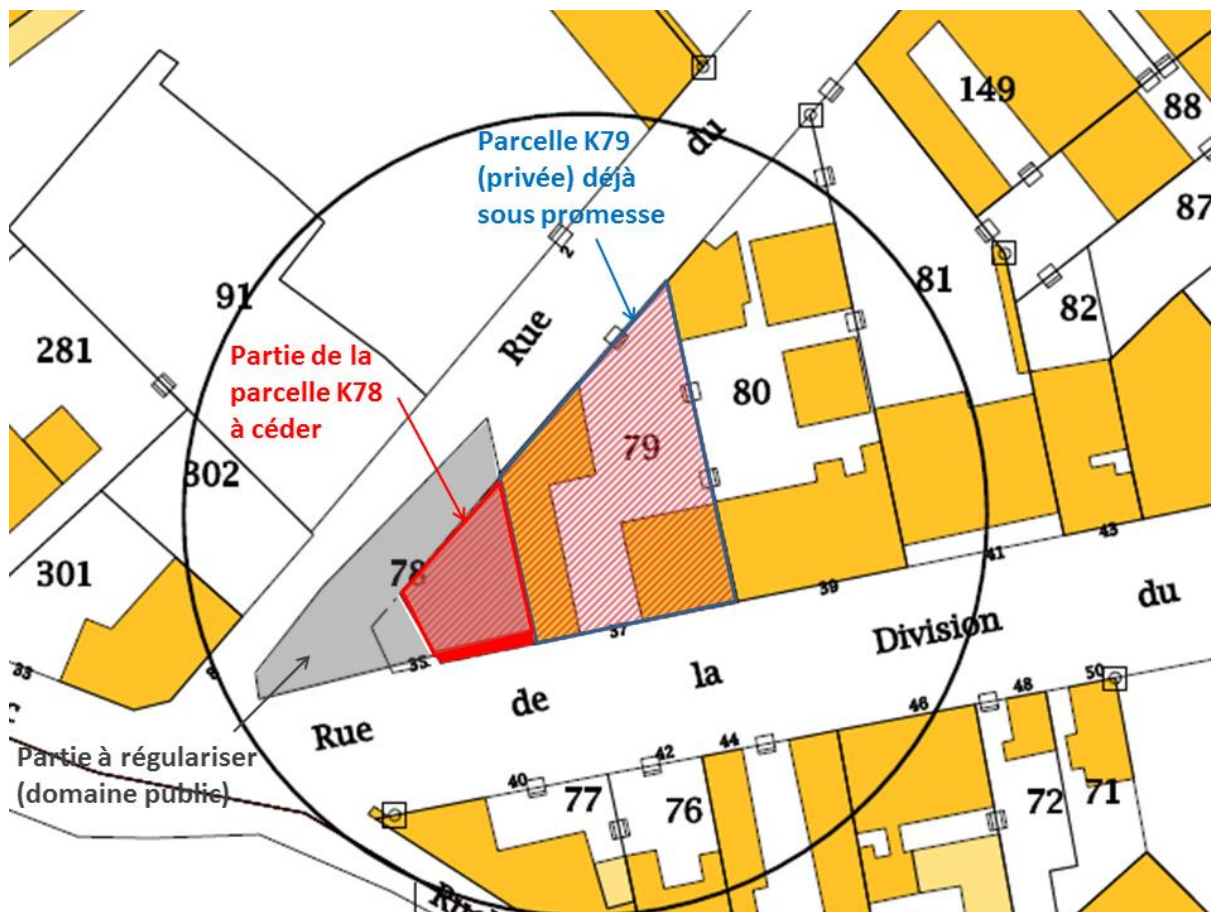 149
88
87
du
Parcelle K79
(privée) déjà
sous promesse
2
91
81
82
281
Rue
Partie de la
parcelle K78
à céder
80
79
302
78
301
43
41
39
37
35
33
8
du
Division
la
de
Rue
Partie à régulariser
(domaine public)
50
48
46
44
42
40
77
76
72
71